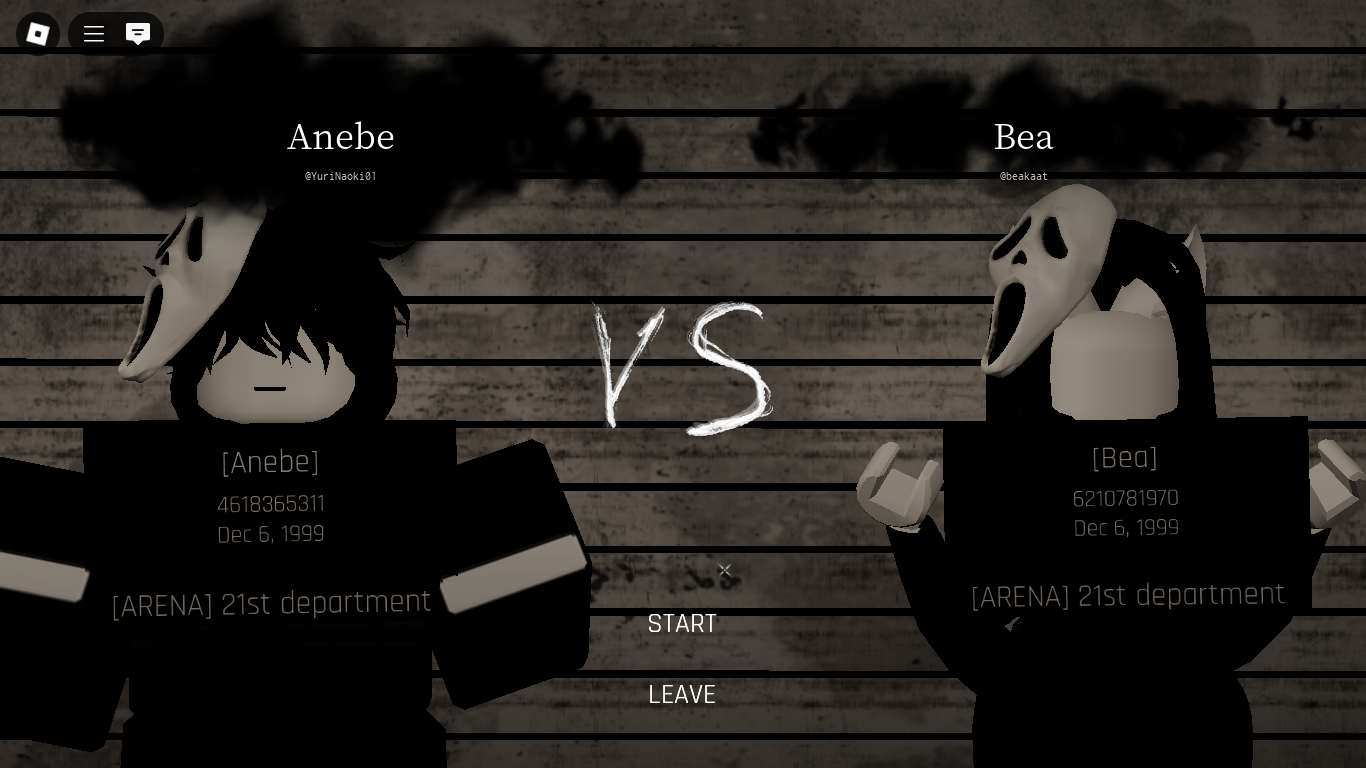 Anebe
@YuriNaoki01
Bea
@beakaat
VS
[Anebe]
4618365311
Dec 6, 1999
[ARENA] 21st department
[Bea]
6210781970
Dec 6, 1999
[ARENA] 21st department
START
LEAVE